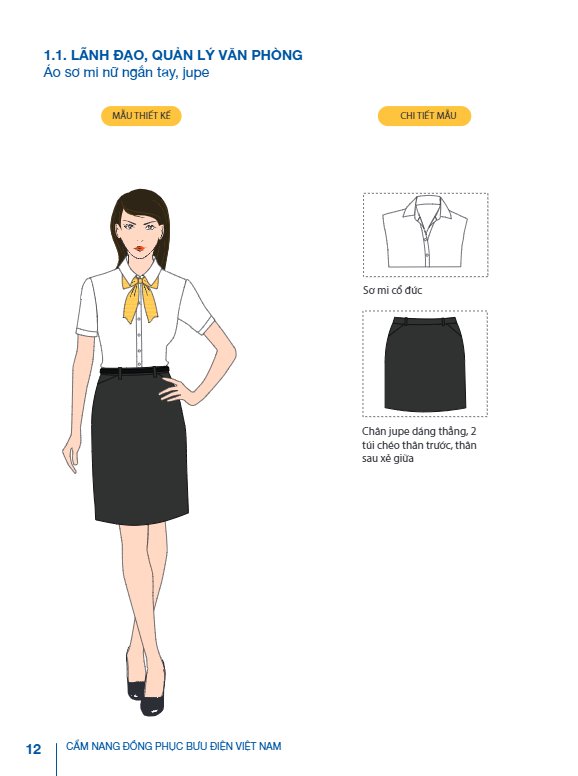 1.1. LÃNH ĐẠO, QUẢN LÝ VĂN PHÒNG
Áo sơ mi nữ ngắn tay, jupe
MẪU THIẾT KẾ
CHI TIẾT MẪU
Sơ mi cổ đức
Chân jupe dáng thẳng, 2
túi chéo thân trước, thân
sau xẻ giữa
12
CẨM NANG ĐỒNG PHỤC BƯU ĐIỆN VIỆT NAM